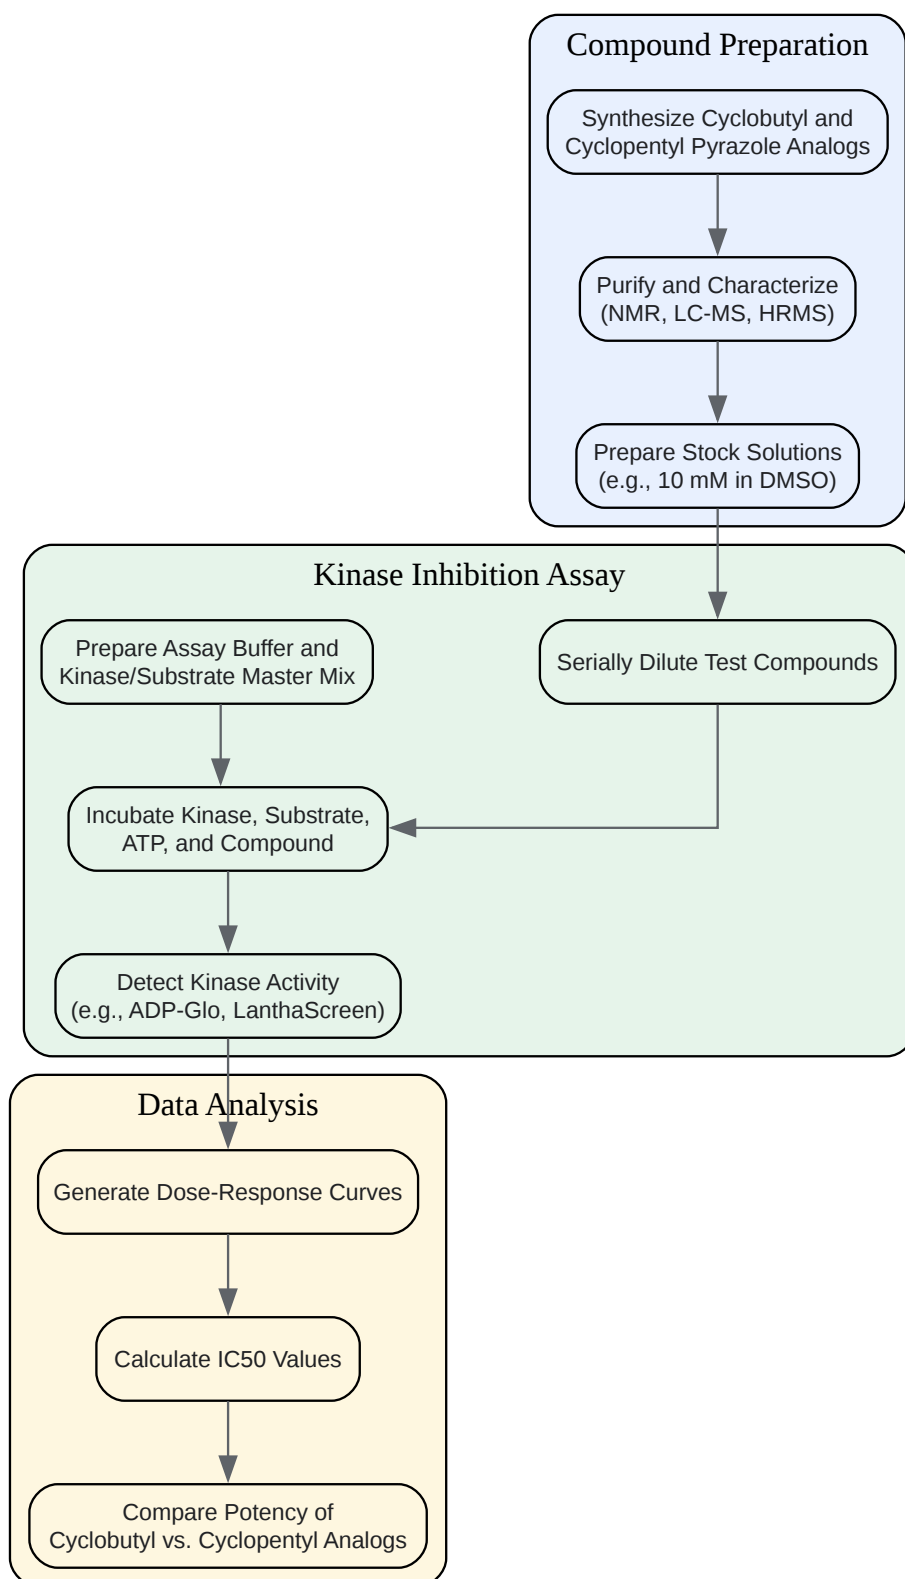 Compound Preparation
Synthesize Cyclobutyl and
Cyclopentyl Pyrazole Analogs
Purify and Characterize
(NMR, LC-MS, HRMS)
Prepare Stock Solutions
(e.g., 10 mM in DMSO)
Kinase Inhibition Assay
Prepare Assay Buffer and
Kinase/Substrate Master Mix
Serially Dilute Test Compounds
Incubate Kinase, Substrate,
ATP, and Compound
Detect Kinase Activity
(e.g., ADP-Glo, LanthaScreen)
Data Analysis
Generate Dose-Response Curves
Calculate IC50 Values
Compare Potency of
Cyclobutyl vs. Cyclopentyl Analogs